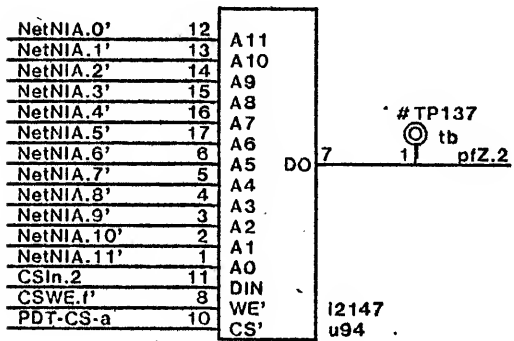 NetNIA.0' 12 A11
NetNIA.1' 13 A10
NetNIA.2' 14 A9
NetNIA.3' 15 A8
NetNIA.4' 16 A7
NetNIA.5' 17 A6
NetNIA.6' 6 A5 DO 7 1 pfZ.2
NetNIA.7' 5 A4
NetNIA.8' 4 A3
NetNIA.9' 3 A2
NetNIA.10' 2 A1
NetNIA.11' 1 A0
CSIn.2 11 DIN
CSWE.f' 8 WE' i2147
PDT-CS-a 10 CS' u94
#TP137
tb